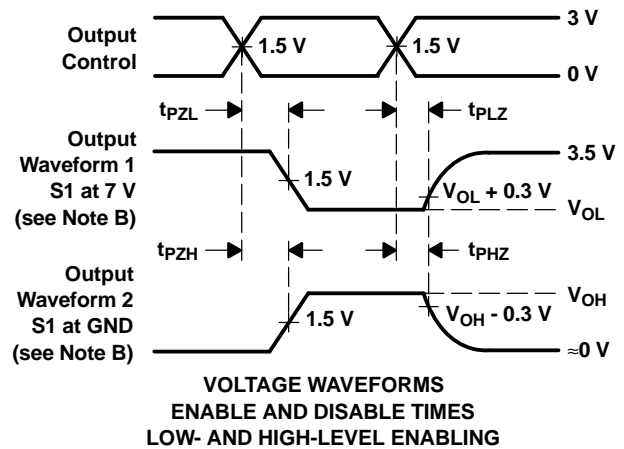 Output
Control
1.5 V
1.5 V
3 V
0 V
tPZL
tPLZ
Output
Waveform 1
S1 at 7 V
(see Note B)
1.5 V
VOL + 0.3 V
3.5 V
VOL
tPZH
tPHZ
Output
Waveform 2
S1 at GND
(see Note B)
1.5 V
VOH - 0.3 V
VOH
≈0 V
VOLTAGE WAVEFORMS
ENABLE AND DISABLE TIMES
LOW- AND HIGH-LEVEL ENABLING